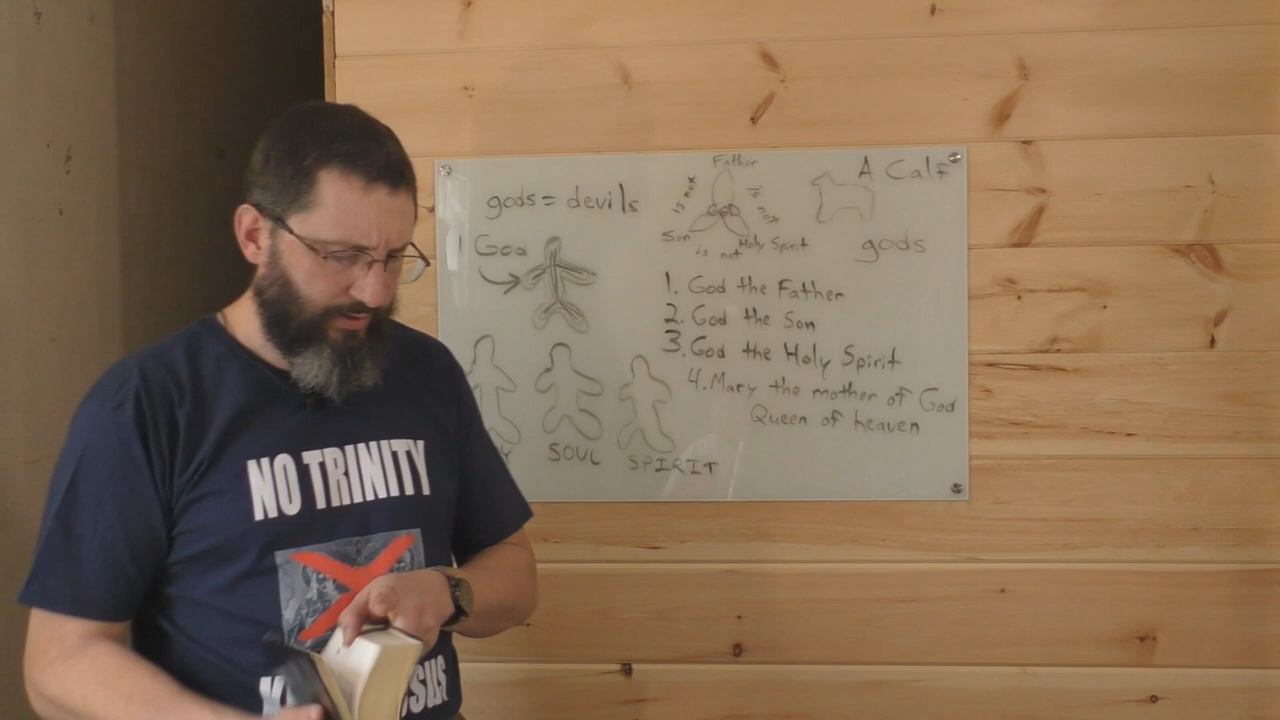 gods = devils
God
SOUL
SPIRIT
Father
is not
is not
God
Son
is not
Holy Spirit
A Calf
gods
1. God the Father
2. God the Son
3. God the Holy Spirit
4. Mary the mother of God
Queen of heaven
NO TRINITY